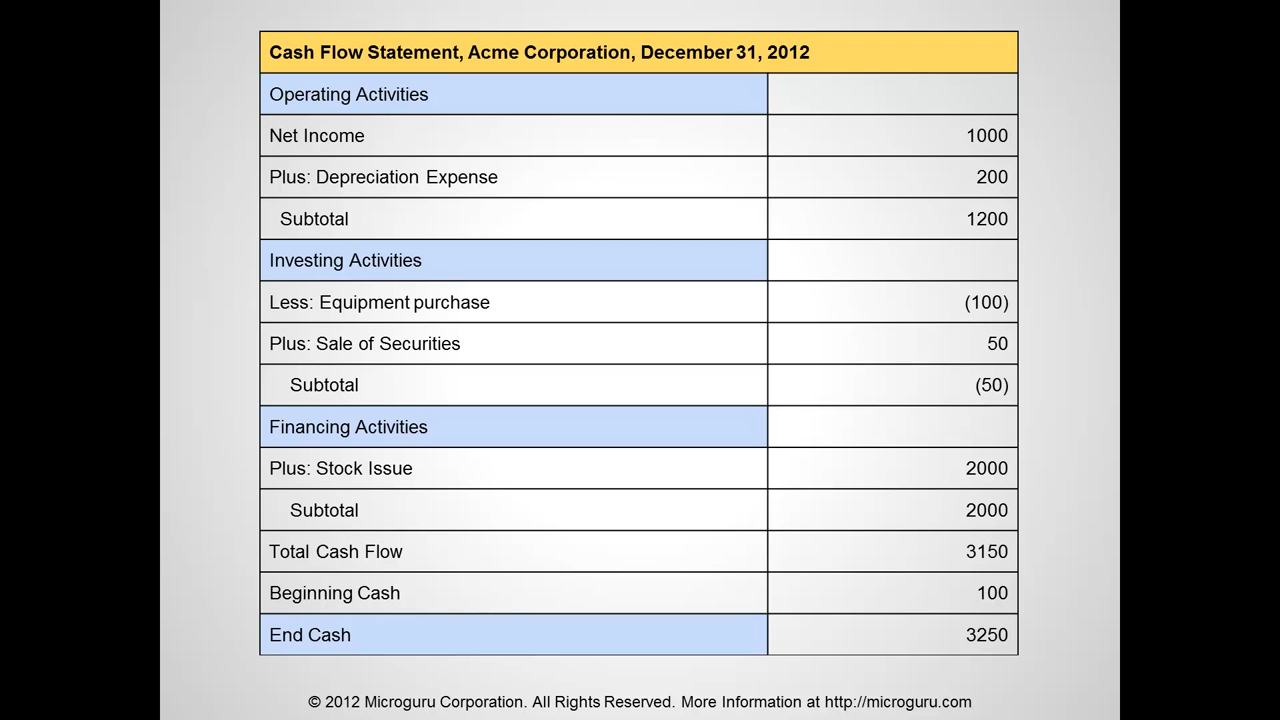 Cash Flow Statement, Acme Corporation, December 31, 2012
Operating Activities
Net Income 1000
Plus: Depreciation Expense 200
Subtotal 1200
Investing Activities
Less: Equipment purchase (100)
Plus: Sale of Securities 50
Subtotal (50)
Financing Activities
Plus: Stock Issue 2000
Subtotal 2000
Total Cash Flow 3150
Beginning Cash 100
End Cash 3250
© 2012 Microguru Corporation. All Rights Reserved. More Information at http://microguru.com